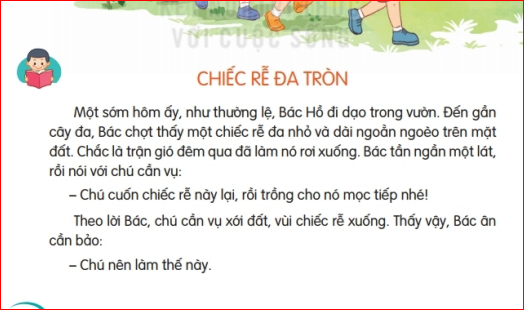 VỚI CUỘC SỐNG
CHIẾC RỄ ĐA TRÒN
Một sớm hôm ấy, như thường lệ, Bác Hồ đi dạo trong vườn. Đến gần
cây đa, Bác chợt thấy một chiếc rễ đa nhỏ và dài ngoằn ngoèo trên mặt
đất. Chắc là trận gió đêm qua đã làm nó rơi xuống. Bác tần ngần một lát,
rồi nói với chú cần vụ:
– Chú cuốn chiếc rễ này lại, rồi trồng cho nó mọc tiếp nhé!
Theo lời Bác, chú cần vụ xới đất, vùi chiếc rễ xuống. Thấy vậy, Bác ân
cần bảo:
– Chú nên làm thế này.